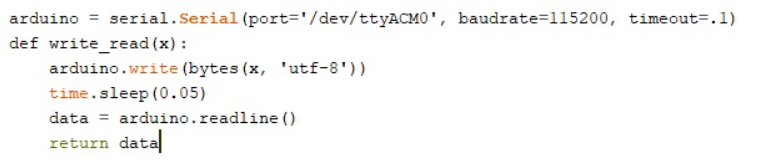 arduino = serial.Serial(port='/dev/ttyACM0', baudrate=115200, timeout=.1)
def write_read(x):
    arduino.write(bytes(x, 'utf-8'))
    time.sleep(0.05)
    data = arduino.readline()
    return data